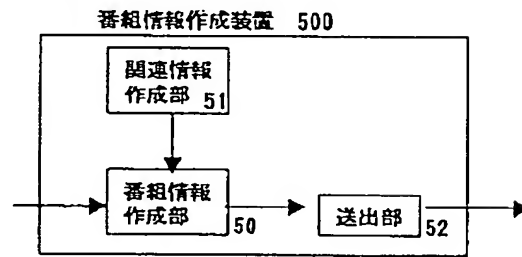 番組情報作成装置 500
関連情報
作成部 51
番組情報
作成部 50
送出部 52